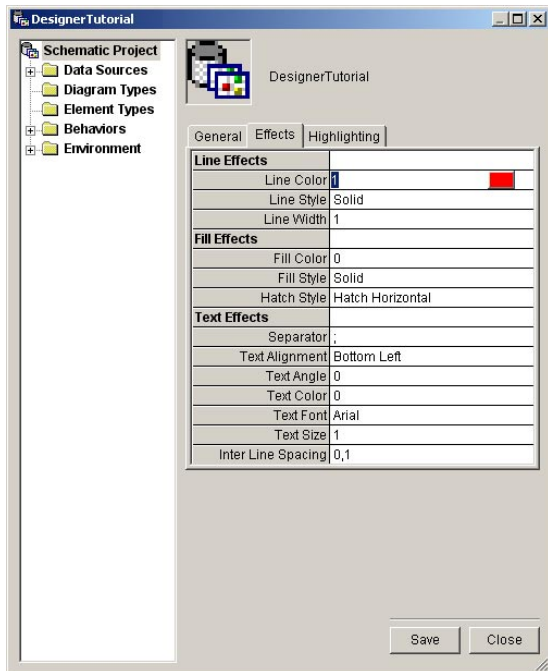 DesignerTutorial
Schematic Project
Data Sources
Diagram Types
Element Types
Behaviors
Environment
DesignerTutorial
General Effects Highlighting
Line Effects
Line Color 1
Line Style Solid
Line Width 1
Fill Effects
Fill Color 0
Fill Style Solid
Hatch Style Hatch Horizontal
Text Effects
Separator ;
Text Alignment Bottom Left
Text Angle 0
Text Color 0
Text Font Arial
Text Size 1
Inter Line Spacing 0,1
Save Close